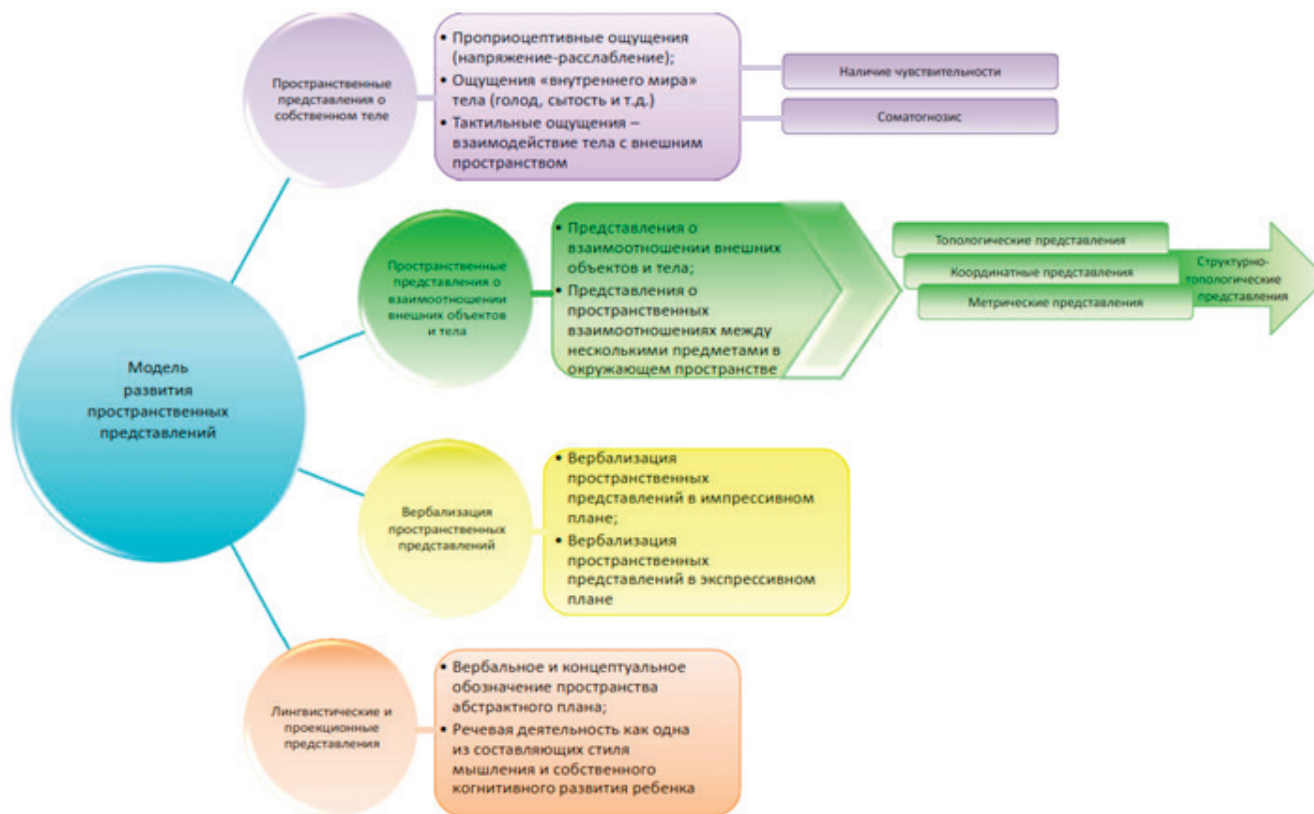 Модель
развития
пространственных
представлений
Пространственные
представления о
собственном теле
• Проприоцептивные ощущения
(напряжение-расслабление);
• Ощущения «внутреннего мира»
тела (голод, сытость и т.д.)
• Тактильные ощущения –
взаимодействие тела с внешним
пространством
Наличие чувствительности
Соматогнозис
Пространственные
представления о
взаимоотношении
внешних объектов
и тела
• Представления о
взаимоотношении внешних
объектов и тела;
• Представления о
пространственных
взаимоотношениях между
несколькими предметами в
окружающем пространстве
Топологические представления
Координатные представления
Метрические представления
Структурно-
топологические
представления
Вербализация
пространственных
представлений
• Вербализация
пространственных
представлений в импрессивном
плане;
• Вербализация
пространственных
представлений в экспрессивном
плане
Лингвистические и
проекционные
представления
• Вербальное и концептуальное
обозначение пространства
абстрактного плана;
• Речевая деятельность как одна
из составляющих стиля
мышления и собственного
когнитивного развития ребенка